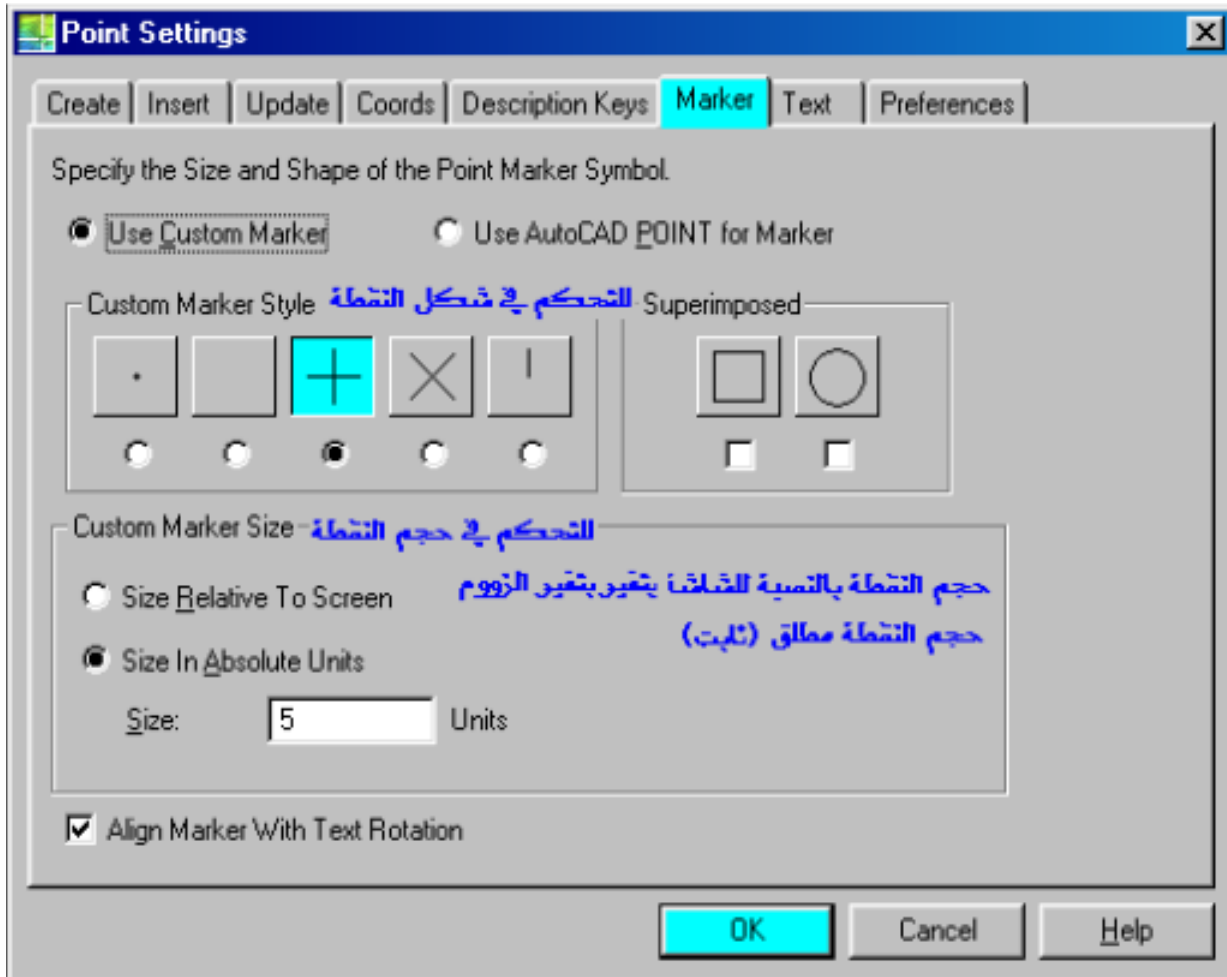 Point Settings
Create Insert Update Coords Description Keys Marker Text Preferences
Specify the Size and Shape of the Point Marker Symbol.
Use Custom Marker Use AutoCAD POINT for Marker
Custom Marker Style للتحكم في شكل النقطة Superimposed
Custom Marker Size للتحكم في حجم النقطة
Size Relative To Screen حجم النقطة بالنسبة للشاشة يتغير بتغير الزووم
حجم النقطة مطلق (ثابت)
Size In Absolute Units
Size: 5 Units
Align Marker With Text Rotation
OK Cancel Help